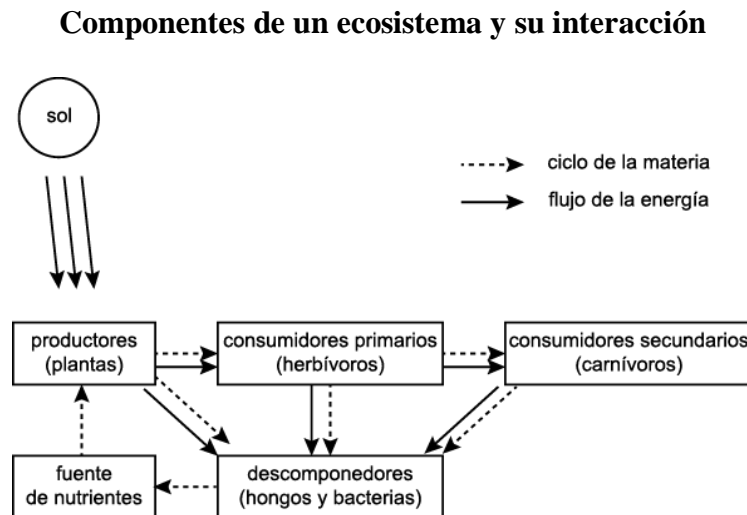 Componentes de un ecosistema y su interacción
sol
ciclo de la materia
flujo de la energía
productores
(plantas)
consumidores primarios
(herbívoros)
consumidores secundarios
(carnívoros)
fuente
de nutrientes
descomponedores
(hongos y bacterias)